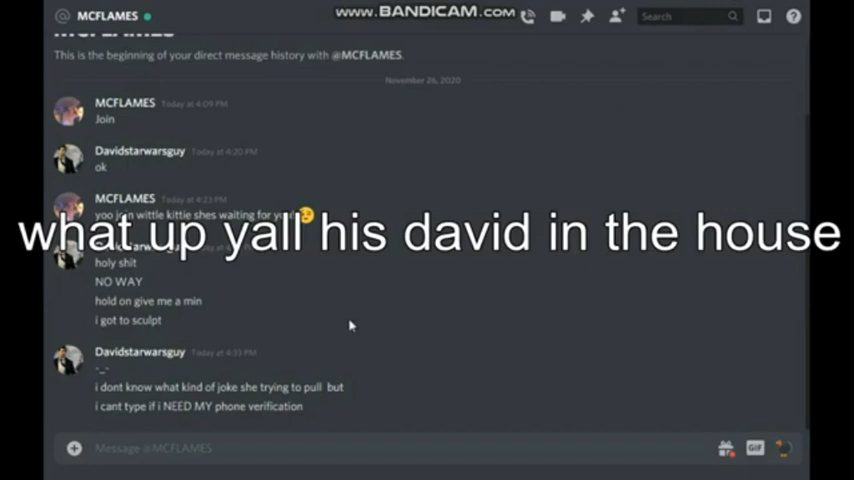 @ MCFLAMES
WWW.BANDICAM.COM
Search
This is the beginning of your direct message history with @MCFLAMES.
November 26, 2020
MCFLAMES Today at 4:09 PM
Join
Davidstarwarsguy Today at 4:20 PM
ok
MCFLAMES Today at 4:23 PM
yoo join wittle kittie shes waiting for
what up yall his david in the house
holy shit
NO WAY
hold on give me a min
i got to sculpt
Davidstarwarsguy Today at 4:33 PM
-_-
i dont know what kind of joke she trying to pull but
i cant type if i NEED MY phone verification
Message @MCFLAMES
GIF